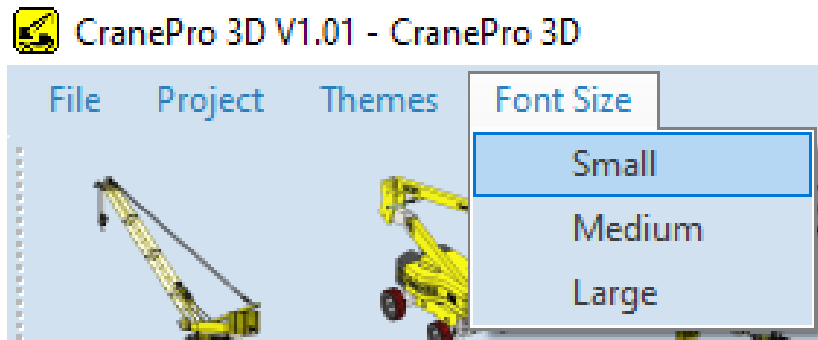 CranePro 3D V1.01 - CranePro 3D
File Project Themes Font Size
Small
Medium
Large